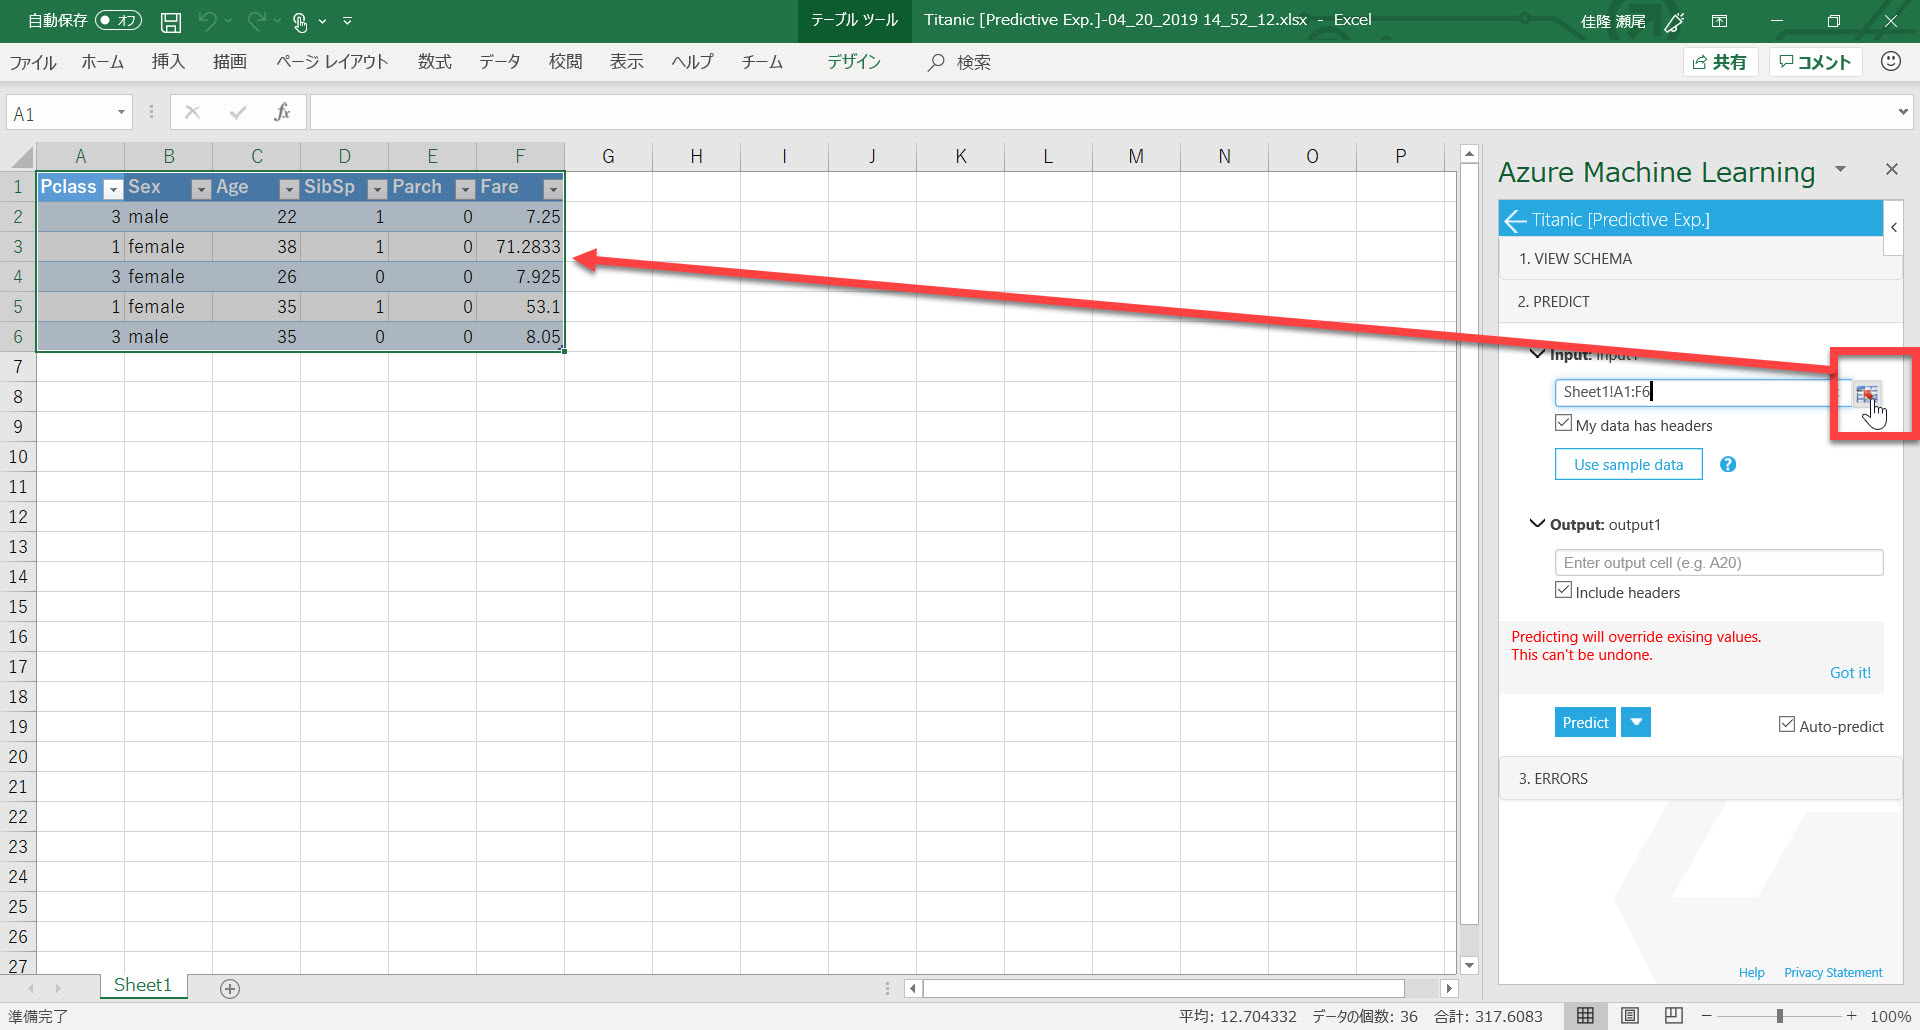 自動保存 オフ
テーブル ツール
Titanic [Predictive Exp.]-04_20_2019 14_52_12.xlsx - Excel
佳隆 瀬尾
ファイル ホーム 挿入 描画 ページ レイアウト 数式 データ 校閲 表示 ヘルプ チーム デザイン 検索 共有 コメント
A1 fx
A B C D E F G H I J K L M N O P
1 Pclass Sex Age SibSp Parch Fare
2 3 male 22 1 0 7.25
3 1 female 38 1 0 71.2833
4 3 female 26 0 0 7.925
5 1 female 35 1 0 53.1
6 3 male 35 0 0 8.05
7
8
9
10
11
12
13
14
15
16
17
18
19
20
21
22
23
24
25
26
27
Azure Machine Learning
Titanic [Predictive Exp.]
1. VIEW SCHEMA
2. PREDICT
Input: input1
Sheet1!A1:F6
My data has headers
Use sample data ?
Output: output1
Enter output cell (e.g. A20)
Include headers
Predicting will override exising values.
This can't be undone.
Got it!
Predict
Auto-predict
3. ERRORS
Help Privacy Statement
Sheet1
準備完了
平均: 12.704332 データの個数: 36 合計: 317.6083
100%